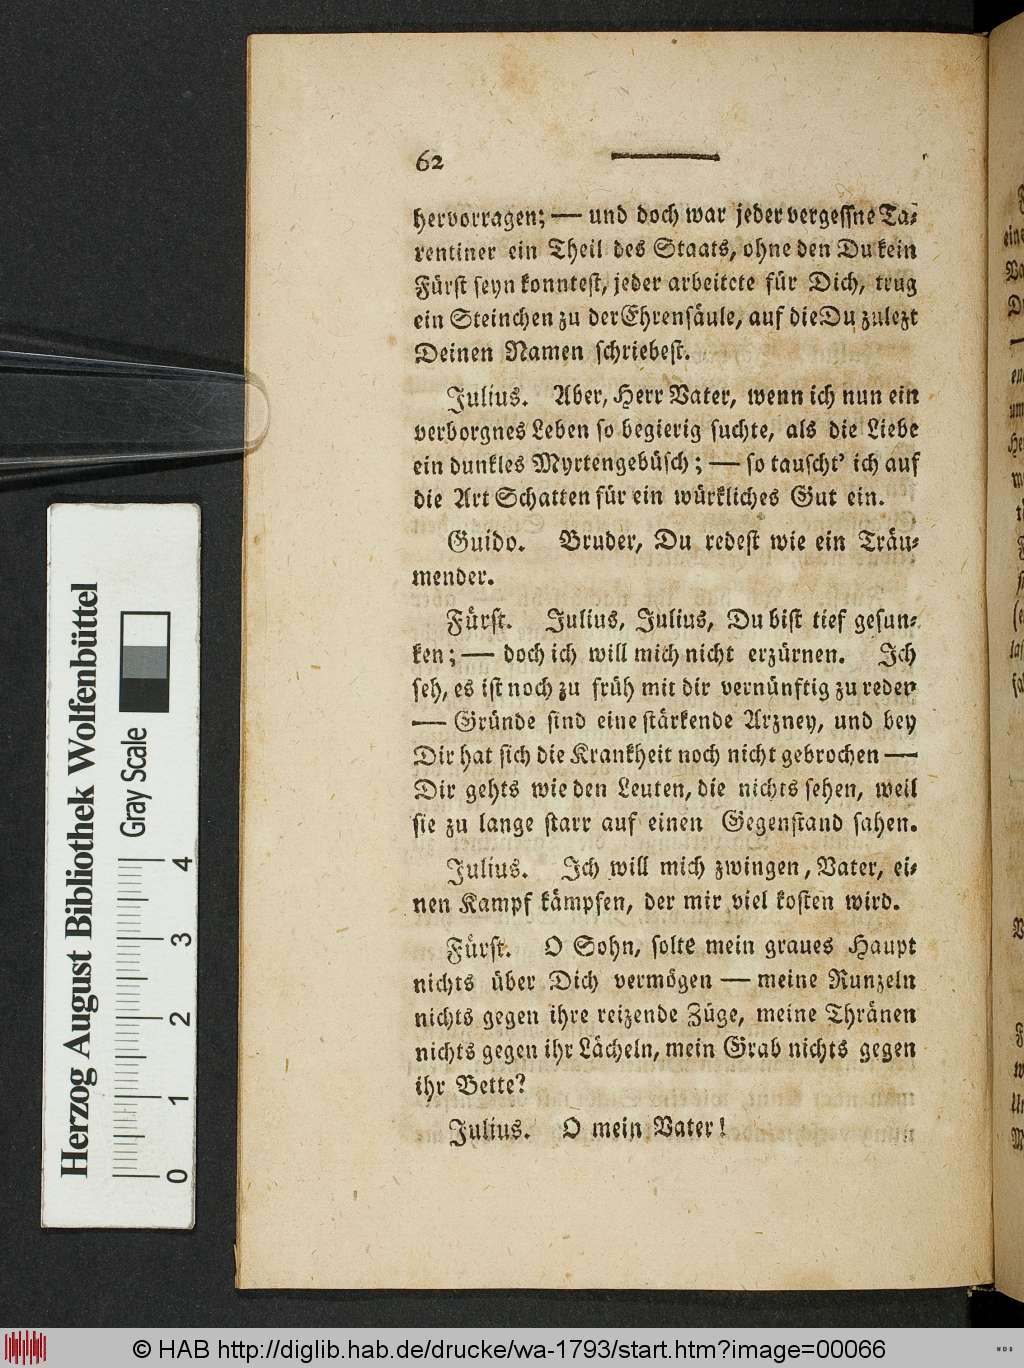 62
hervorragen; — und doch war jeder vergessne Ta-
rentiner ein Theil des Staats, ohne den Du kein
Fürst seyn konntest, jeder arbeitete für Dich, trug
ein Steinchen zu der Ehrensäule, auf die Du zulezt
Deinen Namen schriebest.
Julius. Aber, Herr Vater, wenn ich nun ein
verborgnes Leben so begierig suchte, als die Liebe
ein dunkles Myrtengebüsch; — so tauscht' ich auf
die Art Schatten für ein würkliches Gut ein.
Guido. Bruder, Du redest wie ein Träu-
mender.
Fürst. Julius, Julius, Du bist tief gesun-
ken; — doch ich will mich nicht erzürnen. Ich
seh, es ist noch zu früh mit dir vernünftig zu reden
— Gründe sind eine stärkende Arzney, und bey
Dir hat sich die Krankheit noch nicht gebrochen —
Dir gehts wie den Leuten, die nichts sehen, weil
sie zu lange starr auf einen Gegenstand sahen.
Julius. Ich will mich zwingen, Vater, ei-
nen Kampf kämpfen, der mir viel kosten wird.
Fürst. O Sohn, solte mein graues Haupt
nichts über Dich vermögen — meine Runzeln
nichts gegen ihre reizende Züge, meine Thränen
nichts gegen ihr Lächeln, mein Grab nichts gegen
ihr Bette?
Julius. O mein Vater!
Herzog August Bibliothek Wolfenbüttel
Gray Scale
0 1 2 3 4
© HAB http://diglib.hab.de/drucke/wa-1793/start.htm?image=00066